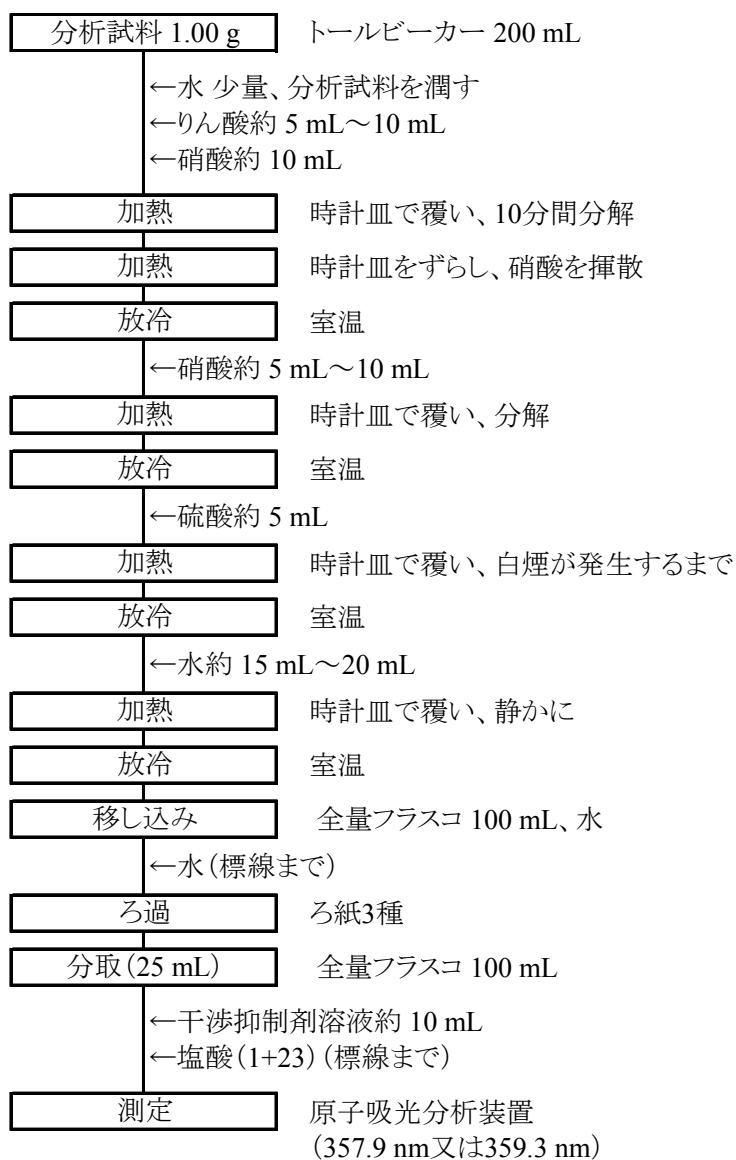 分析試料 1.00 g トールビーカー 200 mL
←水 少量、分析試料を潤す
←りん酸約 5 mL～10 mL
←硝酸約 10 mL
加熱 時計皿で覆い、10分間分解
加熱 時計皿をずらし、硝酸を揮散
放冷 室温
←硝酸約 5 mL～10 mL
加熱 時計皿で覆い、分解
放冷 室温
←硫酸約 5 mL
加熱 時計皿で覆い、白煙が発生するまで
放冷 室温
←水約 15 mL～20 mL
加熱 時計皿で覆い、静かに
放冷 室温
移し込み 全量フラスコ 100 mL、水
←水（標線まで）
ろ過 ろ紙3種
分取（25 mL） 全量フラスコ 100 mL
←干渉抑制剤溶液約 10 mL
←塩酸（1+23）（標線まで）
測定 原子吸光分析装置
（357.9 nm又は359.3 nm）